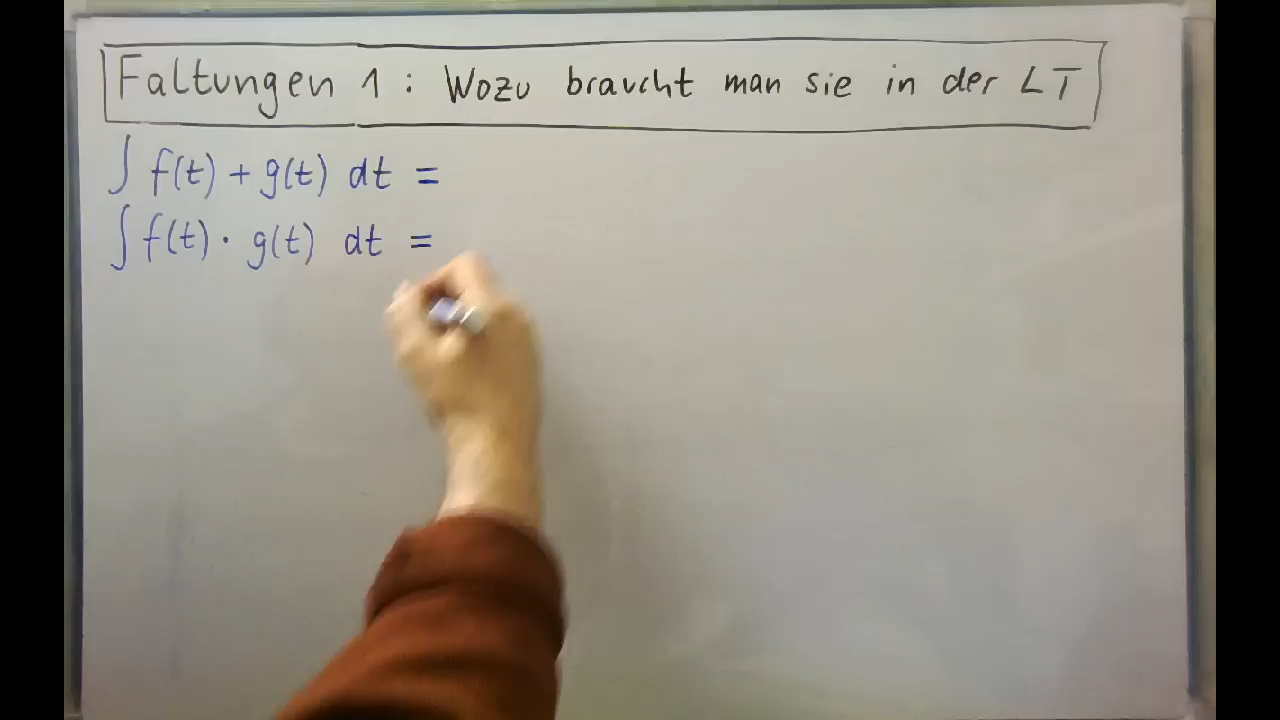 Faltungen 1 : Wozu braucht man sie in der LT
∫ f(t) + g(t) dt =
∫ f(t) · g(t) dt =